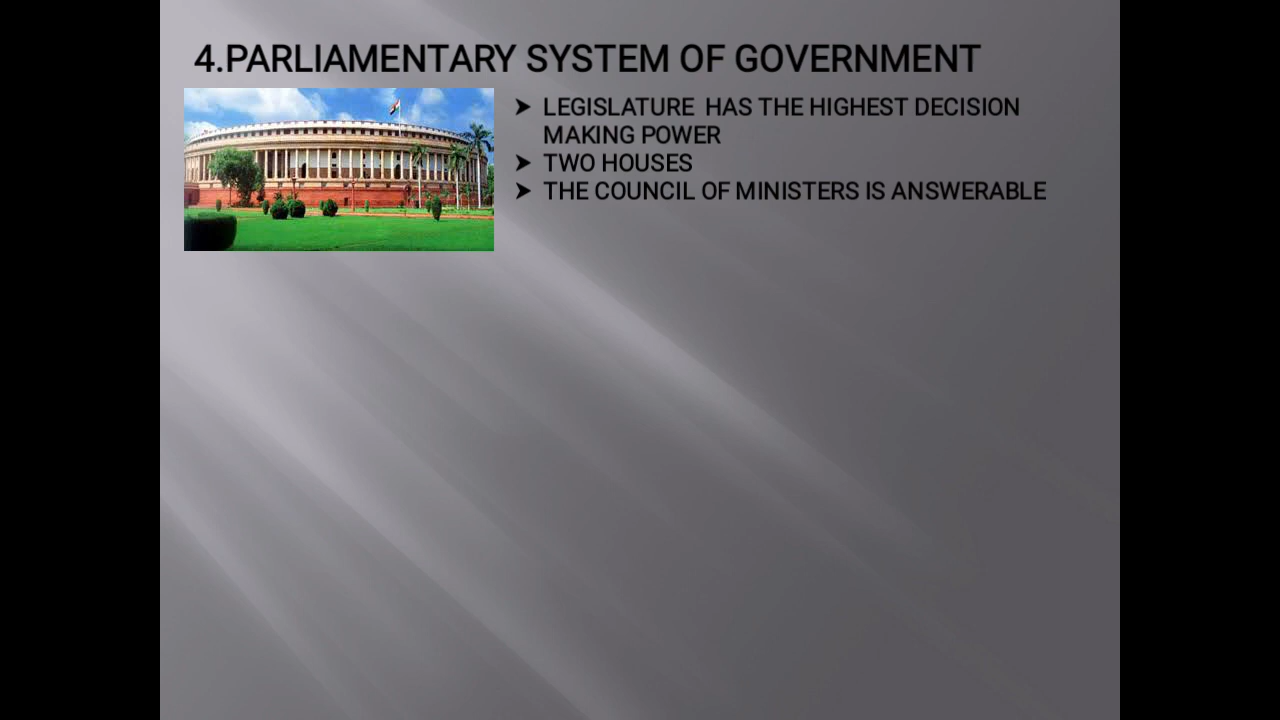 4.PARLIAMENTARY SYSTEM OF GOVERNMENT
➤ LEGISLATURE HAS THE HIGHEST DECISION
MAKING POWER
➤ TWO HOUSES
➤ THE COUNCIL OF MINISTERS IS ANSWERABLE